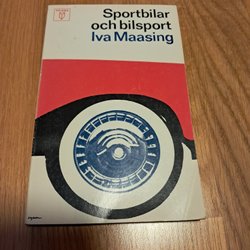 Sportbilar
och bilsport
Iva Maasing